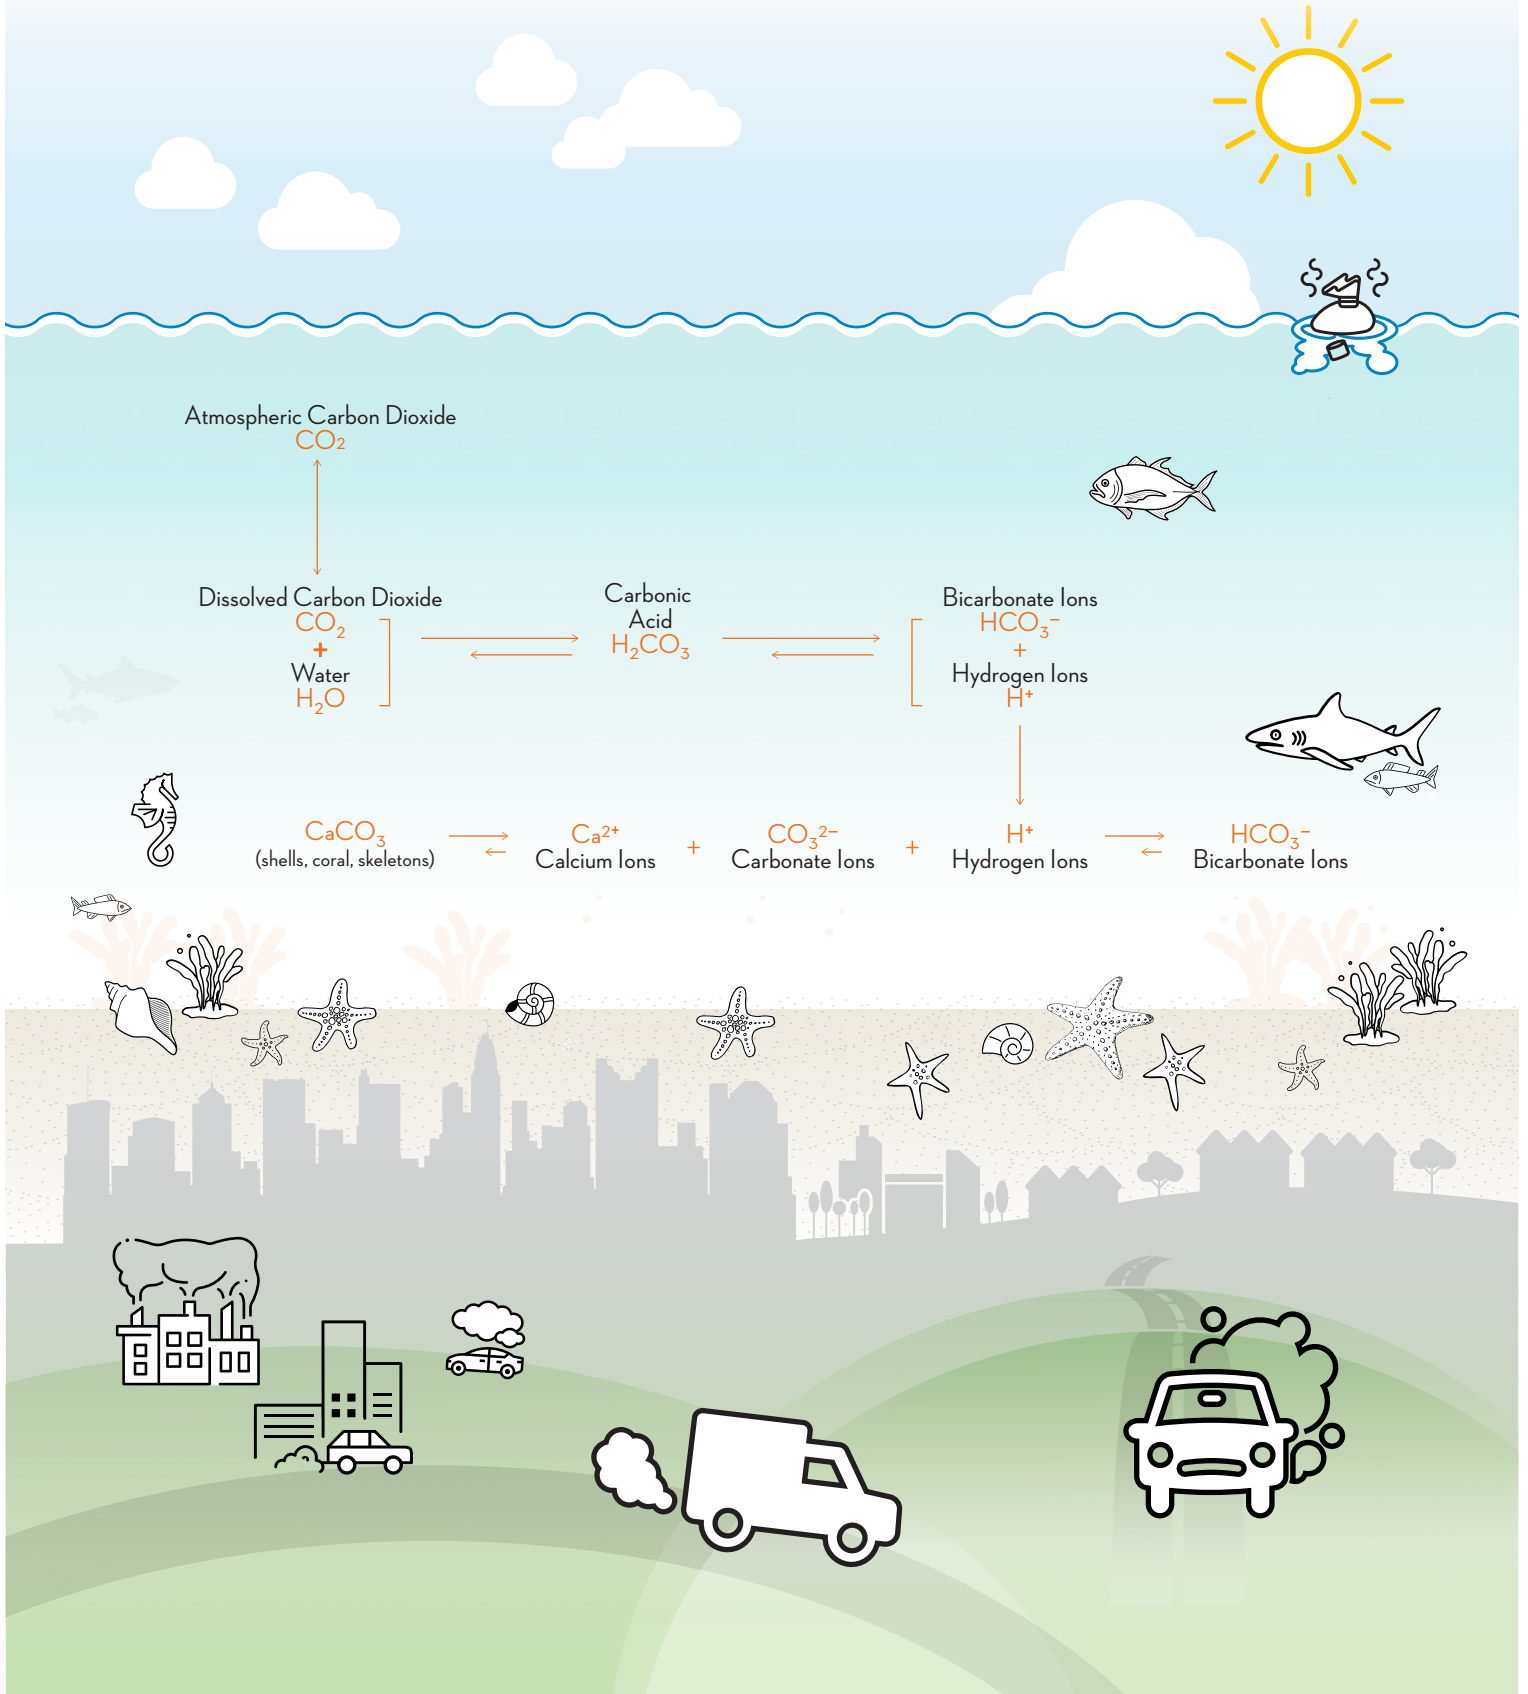 Atmospheric Carbon Dioxide
CO₂
Dissolved Carbon Dioxide
CO₂
+
Water
H₂O
Carbonic
Acid
H₂CO₃
Bicarbonate Ions
HCO₃⁻
+
Hydrogen Ions
H⁺
CaCO₃
(shells, coral, skeletons)
Ca²⁺
Calcium Ions
+
CO₃²⁻
Carbonate Ions
+
H⁺
Hydrogen Ions
HCO₃⁻
Bicarbonate Ions